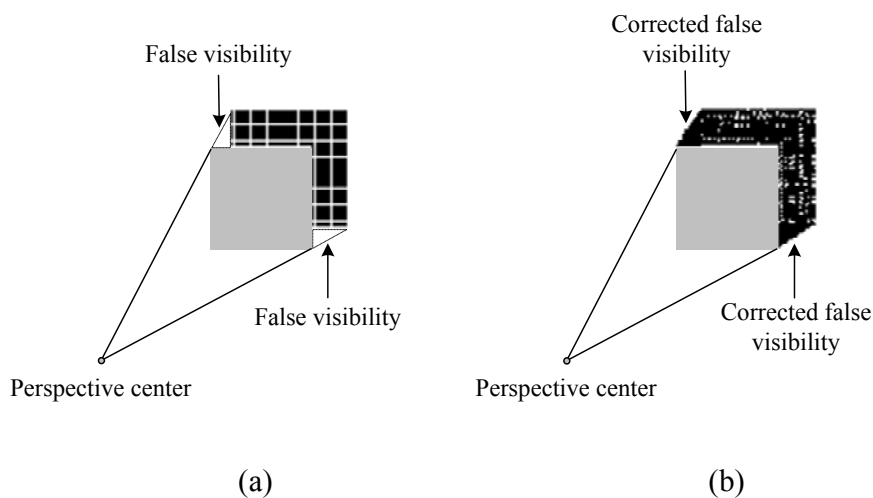 False visibility
False visibility
Perspective center
(a)
Corrected false
visibility
Corrected false
visibility
Perspective center
(b)